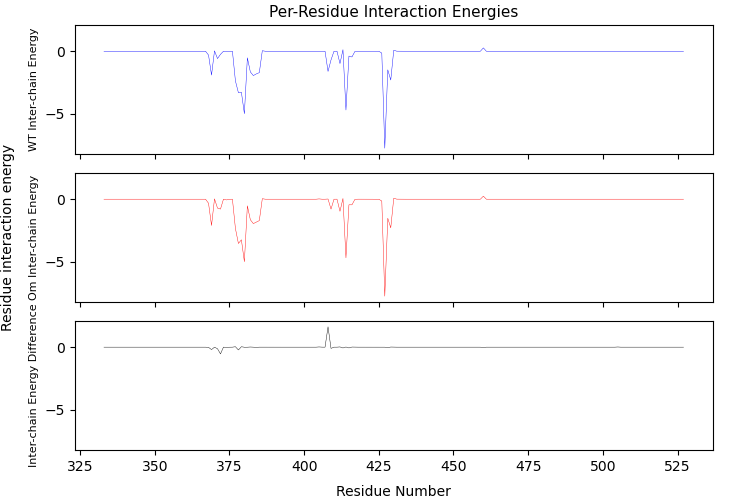 Per-Residue Interaction Energies
Residue interaction energy
WT Inter-chain Energy
0
−5
Om Inter-chain Energy
0
−5
Inter-chain Energy Difference
0
−5
325 350 375 400 425 450 475 500 525
Residue Number